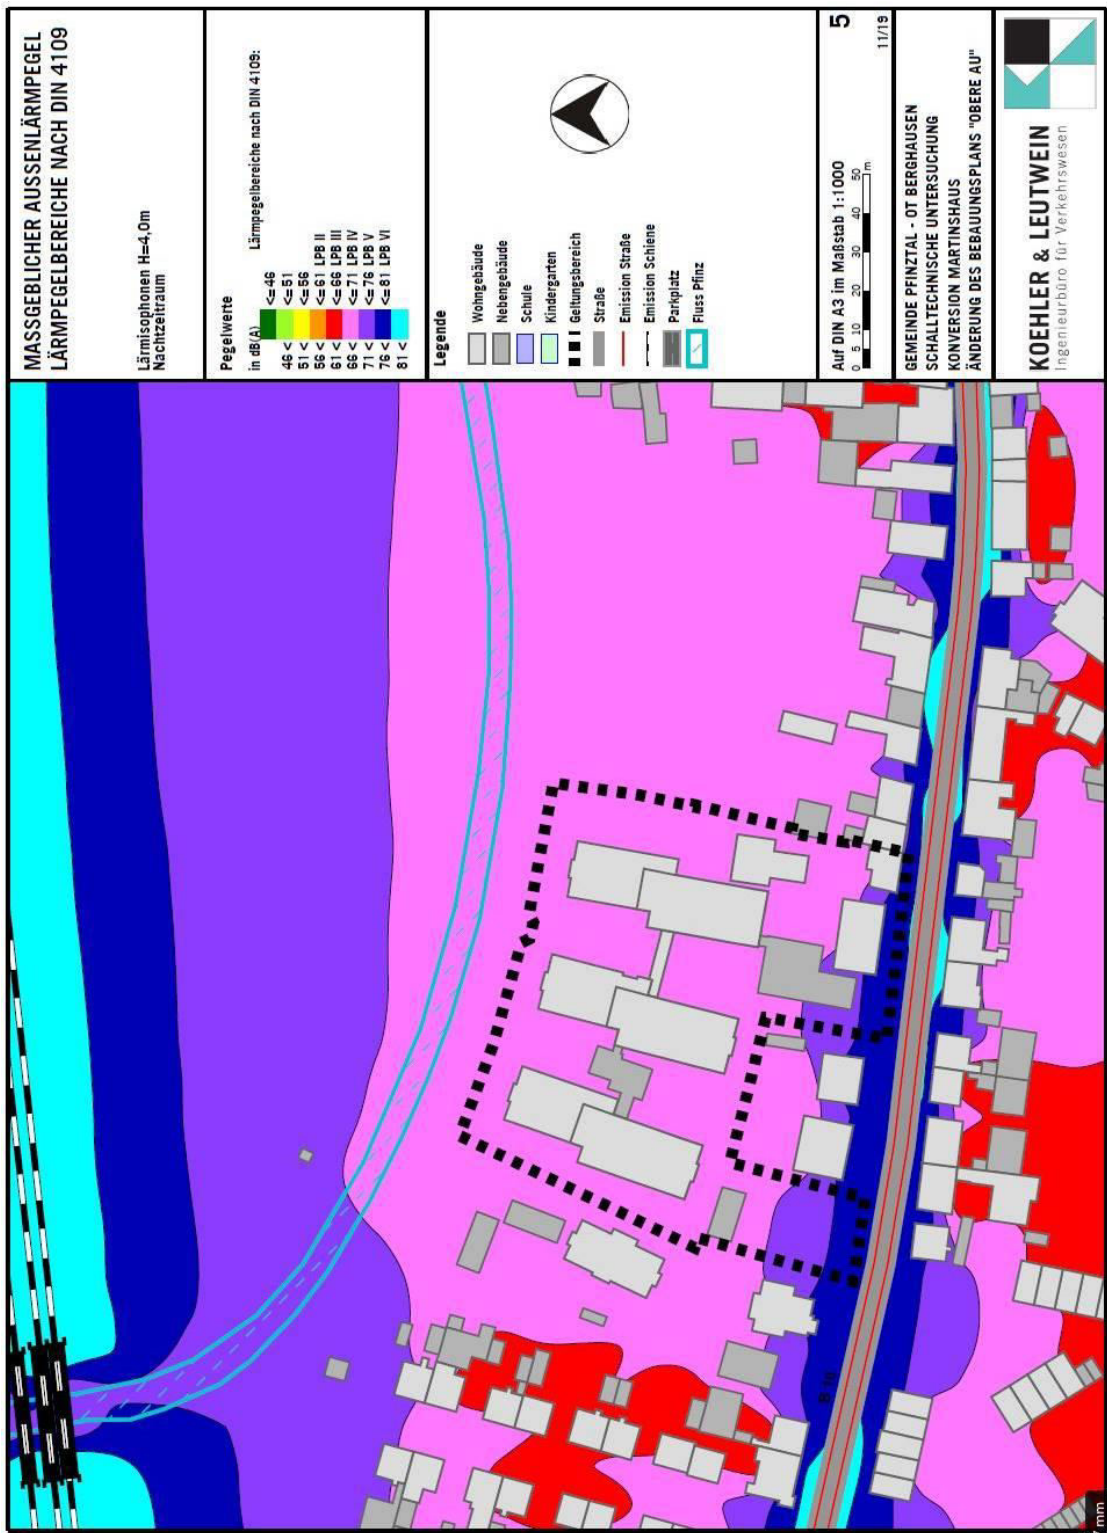 MASSGEBLICHER AUSSENLÄRMPEGEL
LÄRMPEGELBEREICHE NACH DIN 4109
Lärmisophonen H=4,0m
Nachtzeitraum
Pegelwerte
in dB(A)
Lärmpegelbereiche nach DIN 4109:
<=46
46 < <=51
51 < <=56
56 < <=61 LPB II
61 < <=66 LPB III
66 < <=71 LPB IV
71 < <=76 LPB V
76 < <=81 LPB VI
81 <
Legende
Wohngebäude
Nebengebäude
Schule
Kindergarten
Geltungsbereich
Straße
Emission Straße
Emission Schiene
Parkplatz
Fluss Pfinz
Auf DIN A3 im Maßstab 1:1000
0 5 10 20 30 40 50
m
5
11/19
GEMEINDE PFINZTAL - OT BERGHAUSEN
SCHALLTECHNISCHE UNTERSUCHUNG
KONVERSION MARTINSHAUS
ÄNDERUNG DES BEBAUUNGSPLANS "OBERE AU"
KOEHLER & LEUTWEIN
Ingenieurbüro für Verkehrswesen
mm